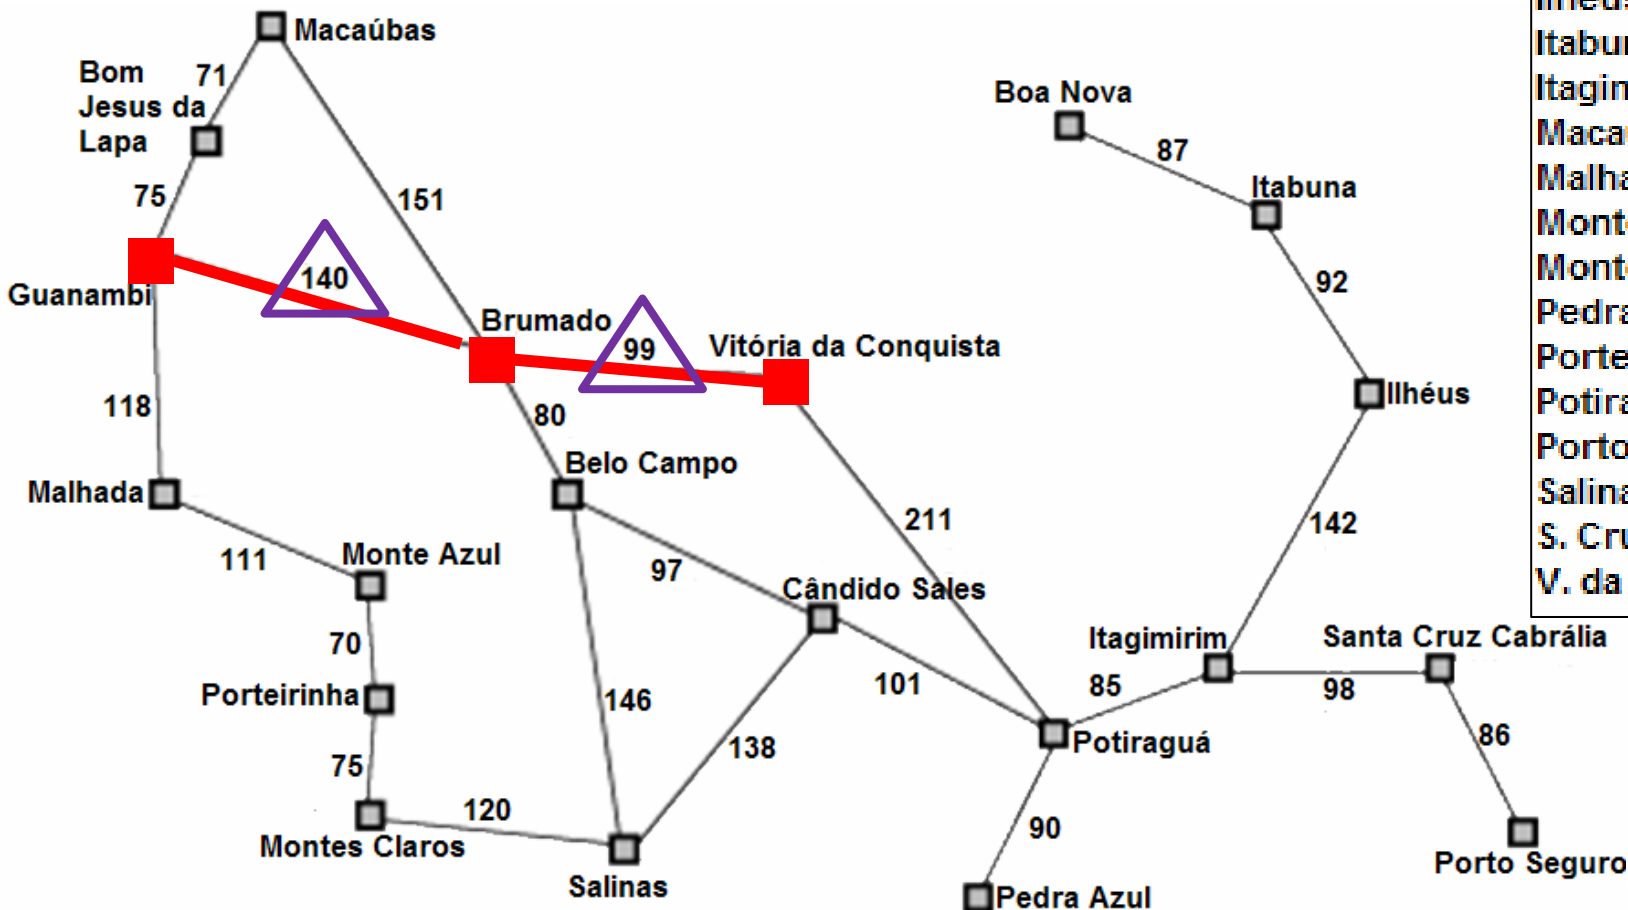 Macaúbas
Bom
Jesus da
Lapa
71
75
151
Guanambi
140
Brumado
99
Vitória da Conquista
118
80
Belo Campo
Malhada
111
Monte Azul
97
211
Cândido Sales
70
Porteirinha
146
138
101
75
120
Montes Claros
Salinas
Boa Nova
87
Itabuna
92
Ilhéus
142
Itagimirim
Santa Cruz Cabrália
85
98
Potiraguá
86
90
Porto Seguro
Pedra Azul
S. Cru
V. da